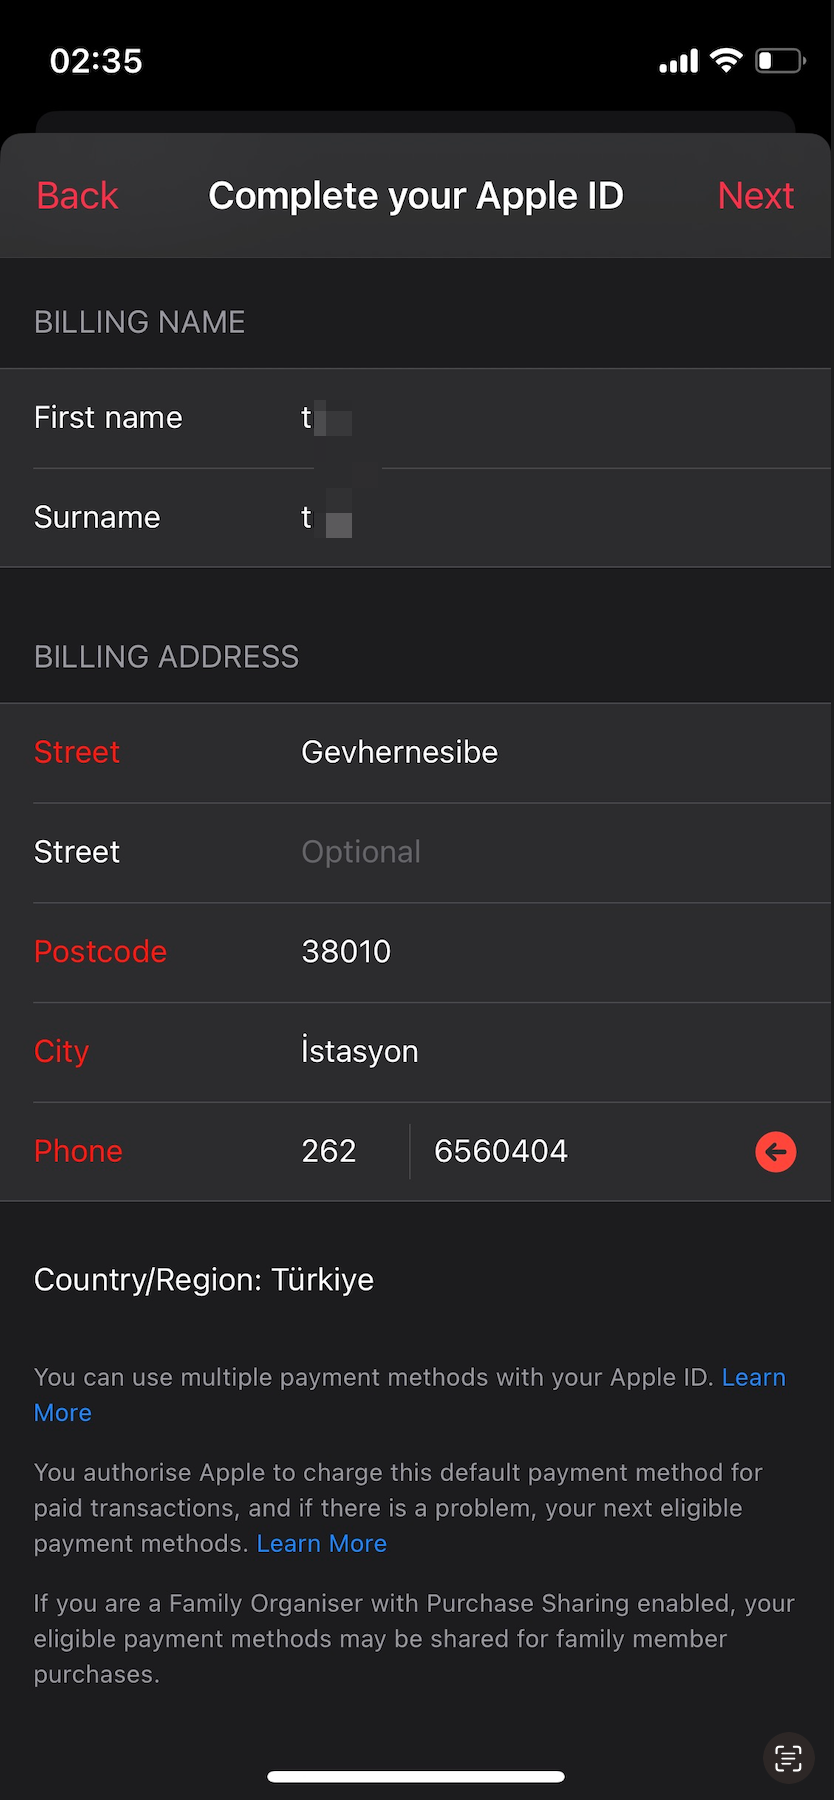 02:35
Back Complete your Apple ID Next
BILLING NAME
First name t
Surname t
BILLING ADDRESS
Street Gevhernesibe
Street Optional
Postcode 38010
City İstasyon
Phone 262 6560404
Country/Region: Türkiye
You can use multiple payment methods with your Apple ID. Learn
More
You authorise Apple to charge this default payment method for
paid transactions, and if there is a problem, your next eligible
payment methods. Learn More
If you are a Family Organiser with Purchase Sharing enabled, your
eligible payment methods may be shared for family member
purchases.